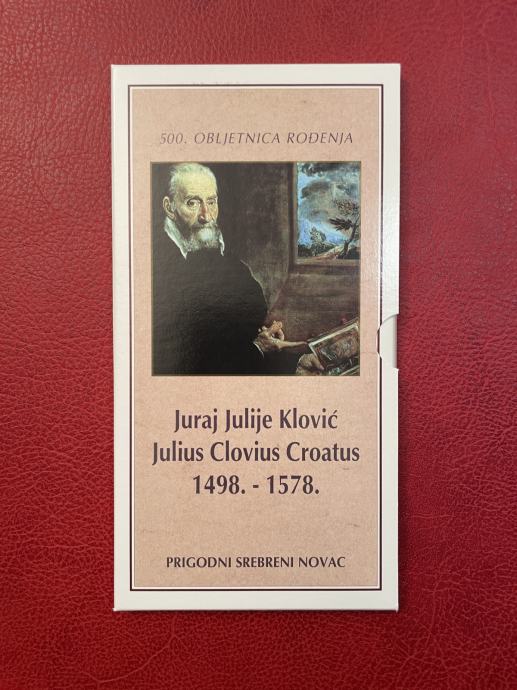 500. OBLJETNICA ROĐENJA
Juraj Julije Klović
Julius Clovius Croatus
1498. - 1578.
PRIGODNI SREBRENI NOVAC